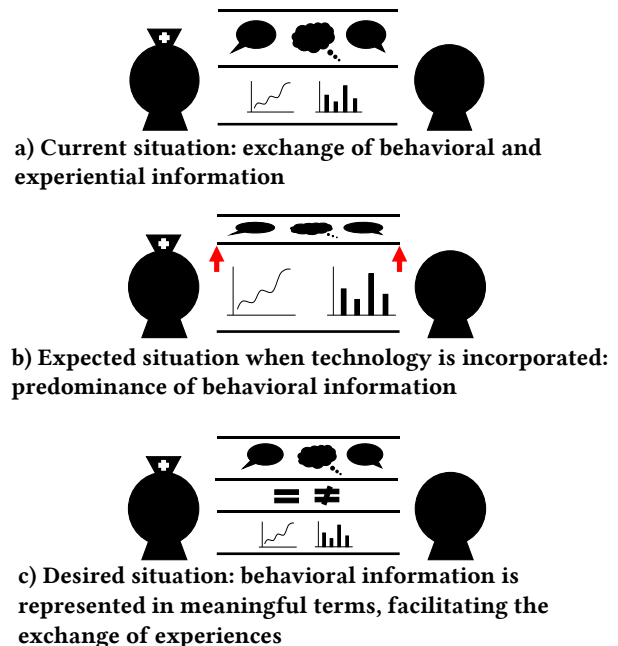 a) Current situation: exchange of behavioral and
experiential information
b) Expected situation when technology is incorporated:
predominance of behavioral information
= ≠
c) Desired situation: behavioral information is
represented in meaningful terms, facilitating the
exchange of experiences